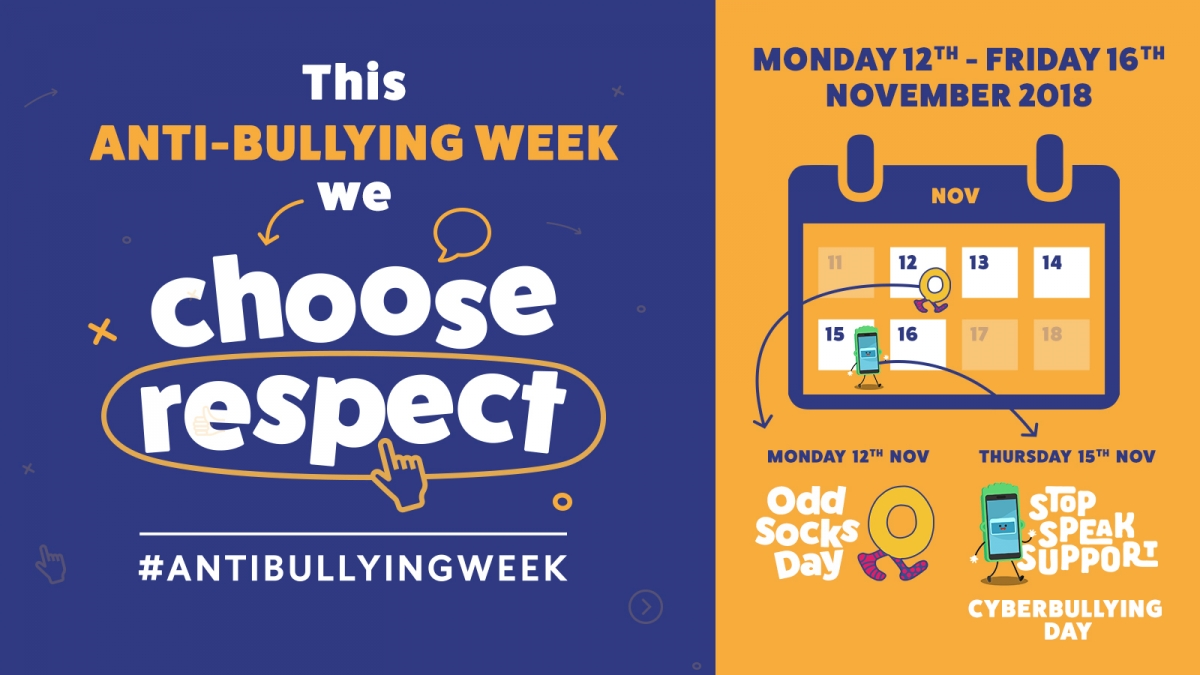 This
ANTI-BULLYING WEEK
we
choose
respect
#ANTIBULLYINGWEEK
MONDAY 12TH - FRIDAY 16TH
NOVEMBER 2018
NOV
11 12 13 14
15 16 17 18
MONDAY 12TH NOV
Odd
Socks
Day
THURSDAY 15TH NOV
STOP
SPEAK
SUPPORT
CYBERBULLYING
DAY